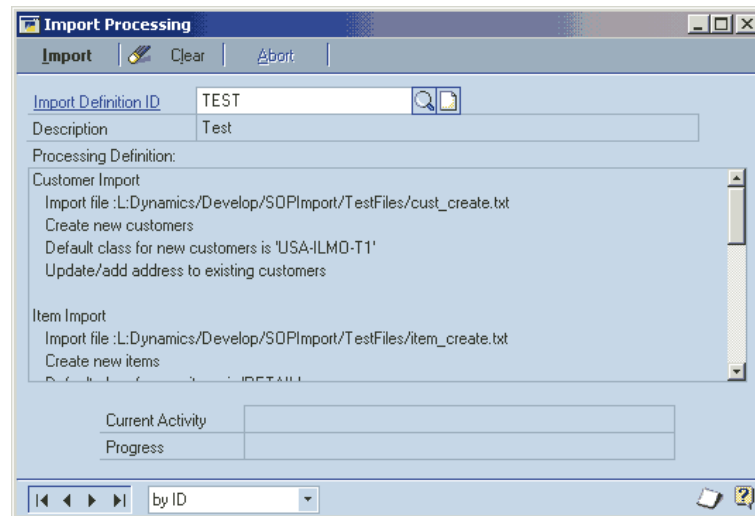 Import Processing
Import Clear Abort
Import Definition ID TEST
Description Test
Processing Definition:
Customer Import
Import file :L:Dynamics/Develop/SOPImport/TestFiles/cust_create.txt
Create new customers
Default class for new customers is 'USA-ILMO-T1'
Update/add address to existing customers
Item Import
Import file :L:Dynamics/Develop/SOPImport/TestFiles/item_create.txt
Create new items
Current Activity
Progress
by ID